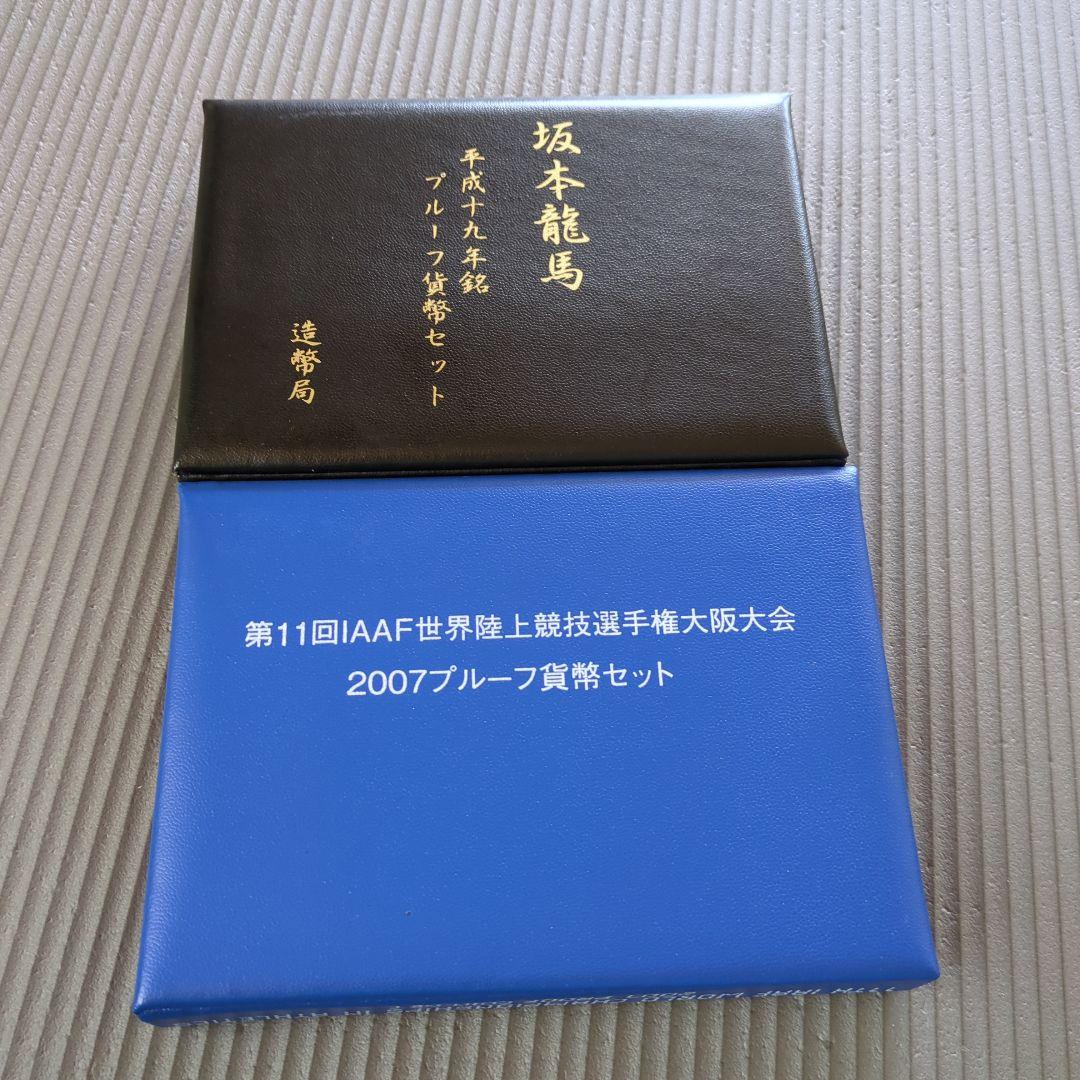 坂本龍馬
平成十九年銘
プルーフ貨幣セット
造幣局
第11回IAAF世界陸上競技選手権大阪大会
2007プルーフ貨幣セット